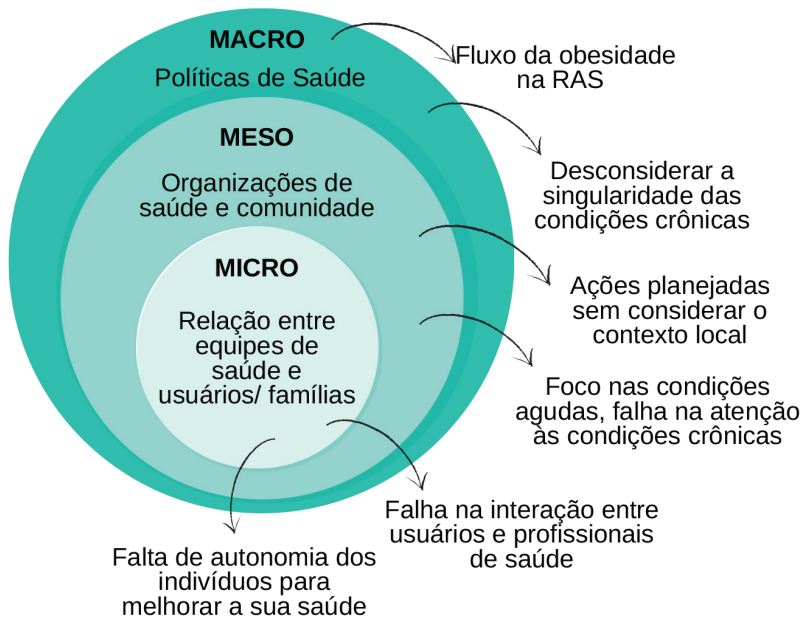 MACRO
Políticas de Saúde
MESO
Organizações de
saúde e comunidade
MICRO
Relação entre
equipes de
saúde e
usuários/ famílias
Fluxo da obesidade
na RAS
Desconsiderar a
singularidade das
condições crônicas
Ações planejadas
sem considerar o
contexto local
Foco nas condições
agudas, falha na atenção
às condições crônicas
Falha na interação entre
usuários e profissionais
de saúde
Falta de autonomia dos
indivíduos para
melhorar a sua saúde